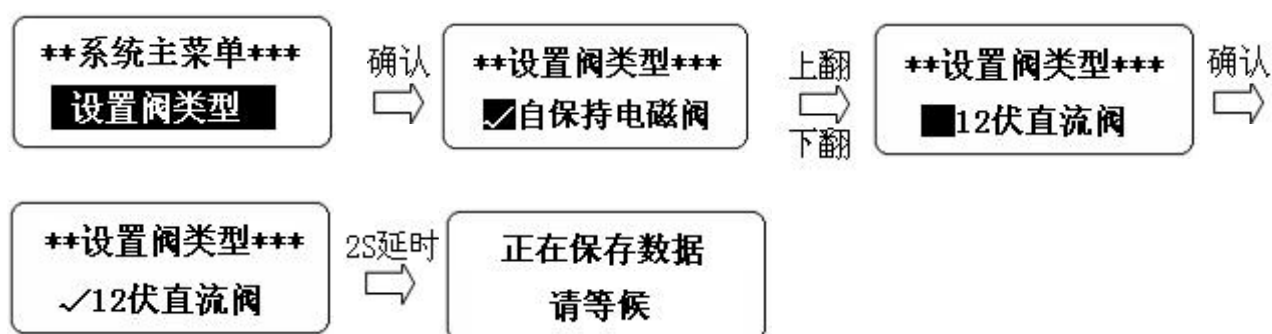 **系统主菜单***
设置阀类型
确认
**设置阀类型***
✓自保持电磁阀
上翻
下翻
**设置阀类型***
12伏直流阀
确认
**设置阀类型***
✓12伏直流阀
2S延时
正在保存数据
请等候